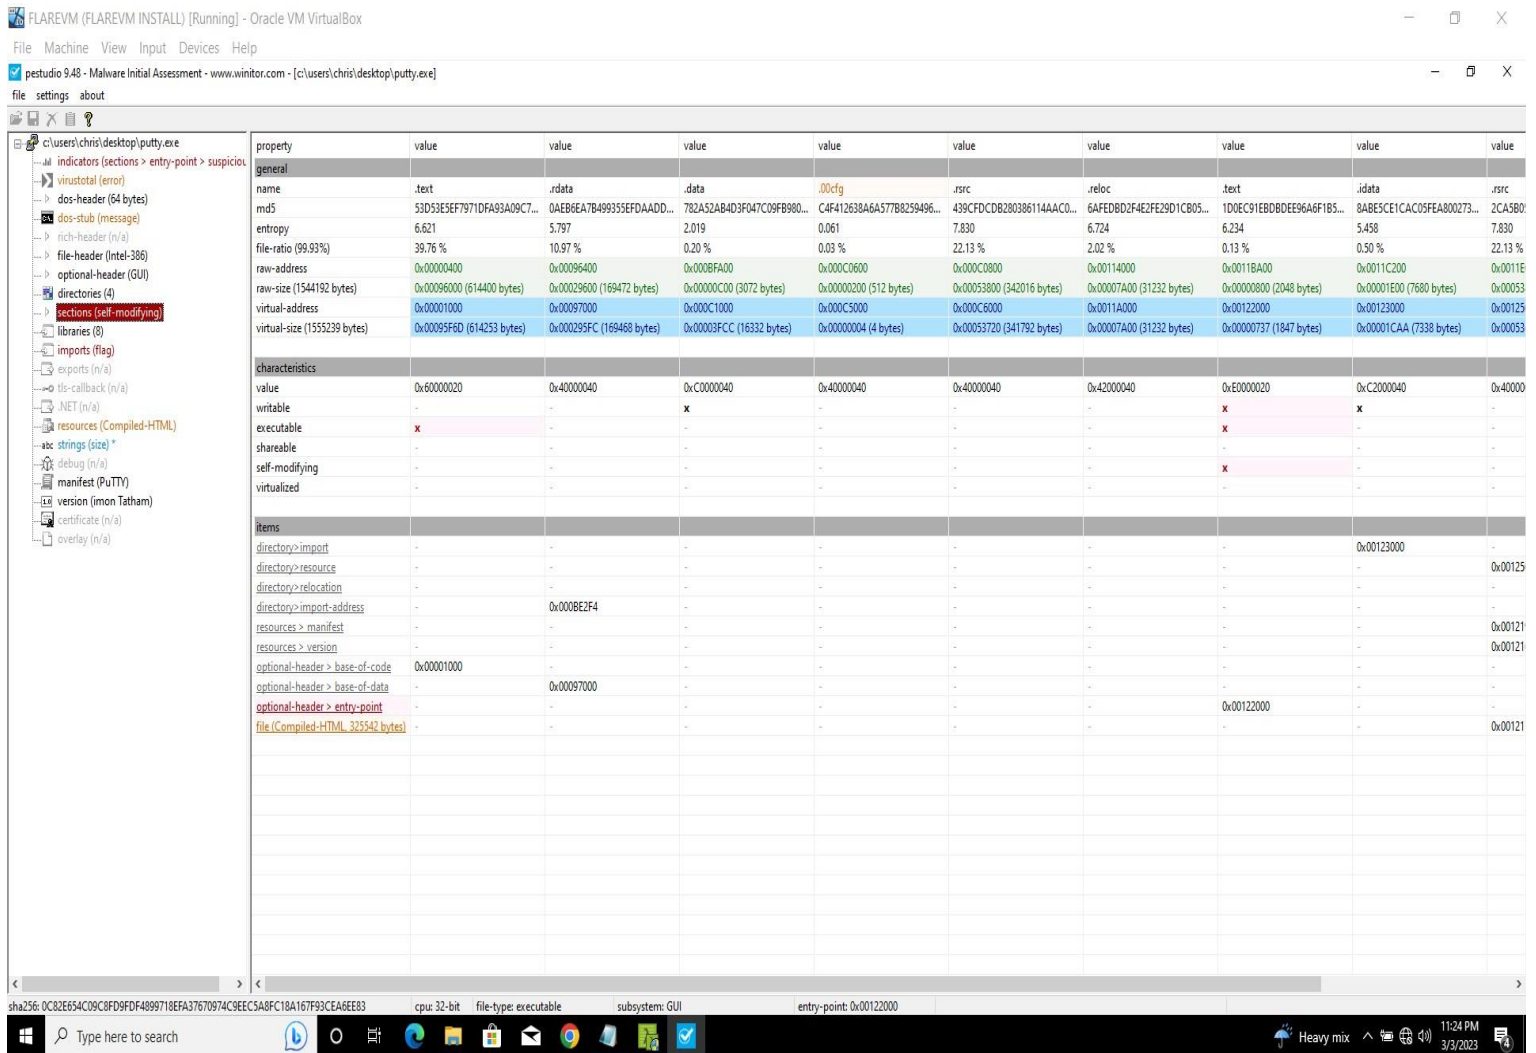 FLAREVM (FLAREVM INSTALL) [Running] - Oracle VM VirtualBox
File Machine View Input Devices Help
pestudio 9.48 - Malware Initial Assessment - www.winitor.com - [c:\users\chris\desktop\putty.exe]
file settings about
c:\users\chris\desktop\putty.exe
indicators (sections > entry-point > suspiciou
virustotal (error)
dos-header (64 bytes)
dos-stub (message)
rich-header (n/a)
file-header (Intel-386)
optional-header (GUI)
directories (4)
sections (self-modifying)
libraries (8)
imports (flag)
exports (n/a)
tls-callback (n/a)
.NET (n/a)
resources (Compiled-HTML)
abc strings (size) *
debug (n/a)
manifest (PuTTY)
1.0 version (imon Tatham)
certificate (n/a)
overlay (n/a)
property value value value value value value value value value
general
name .text .rdata .data .00cfg .rsrc .reloc .text .idata .rsrc
md5 53D53E5EF7971DFA93A09C7... 0AEB6EA7B499355EFDAADD... 782A52AB4D3F047C09FB980... C4F412638A6A577B8259496... 439CFDCDB280386114AAC0... 6AFEDBD2F4E2FE29D1CB05... 1D0EC91EBDBDEE96A6F1B5... 8ABE5CE1CAC05FEA800273... 2CA5B0
entropy 6.621 5.797 2.019 0.061 7.830 6.724 6.234 5.458 7.830
file-ratio (99.93%) 39.76 % 10.97 % 0.20 % 0.03 % 22.13 % 2.02 % 0.13 % 0.50 % 22.13 %
raw-address 0x00000400 0x00096400 0x000BFA00 0x000C0600 0x000C0800 0x00114000 0x0011BA00 0x0011C200 0x0011E
raw-size (1544192 bytes) 0x00096000 (614400 bytes) 0x00029600 (169472 bytes) 0x00000C00 (3072 bytes) 0x00000200 (512 bytes) 0x00053800 (342016 bytes) 0x00007A00 (31232 bytes) 0x00000800 (2048 bytes) 0x00001E00 (7680 bytes) 0x00053
virtual-address 0x00001000 0x00097000 0x000C1000 0x000C5000 0x000C6000 0x0011A000 0x00122000 0x00123000 0x00125
virtual-size (1555239 bytes) 0x00095F6D (614253 bytes) 0x000295FC (169468 bytes) 0x00003FCC (16332 bytes) 0x00000004 (4 bytes) 0x00053720 (341792 bytes) 0x00007A00 (31232 bytes) 0x00000737 (1847 bytes) 0x00001CAA (7338 bytes) 0x00053
characteristics
value 0x60000020 0x40000040 0xC0000040 0x40000040 0x40000040 0x42000040 0xE0000020 0xC2000040 0x40000
writable - - x - - - x x -
executable x - - - - - x - -
shareable - - - - - - - - -
self-modifying - - - - - - x - -
virtualized - - - - - - - - -
items
directory>import - - - - - - - 0x00123000 -
directory>resource - - - - - - - - 0x00125
directory>relocation - - - - - - - - -
directory>import-address - 0x000BE2F4 - - - - - - -
resources > manifest - - - - - - - - 0x00121
resources > version - - - - - - - - 0x00121
optional-header > base-of-code 0x00001000 - - - - - - - -
optional-header > base-of-data - 0x00097000 - - - - - - -
optional-header > entry-point - - - - - - 0x00122000 - -
file (Compiled-HTML, 325542 bytes) - - - - - - - - 0x00121
sha256: 0C82E654C09C8FD9FDF4899718EFA37670974C9EEC5A8FC18A167F93CEA6EE83 cpu: 32-bit file-type: executable subsystem: GUI entry-point: 0x00122000
Type here to search
Heavy mix
11:24 PM
3/3/2023
4